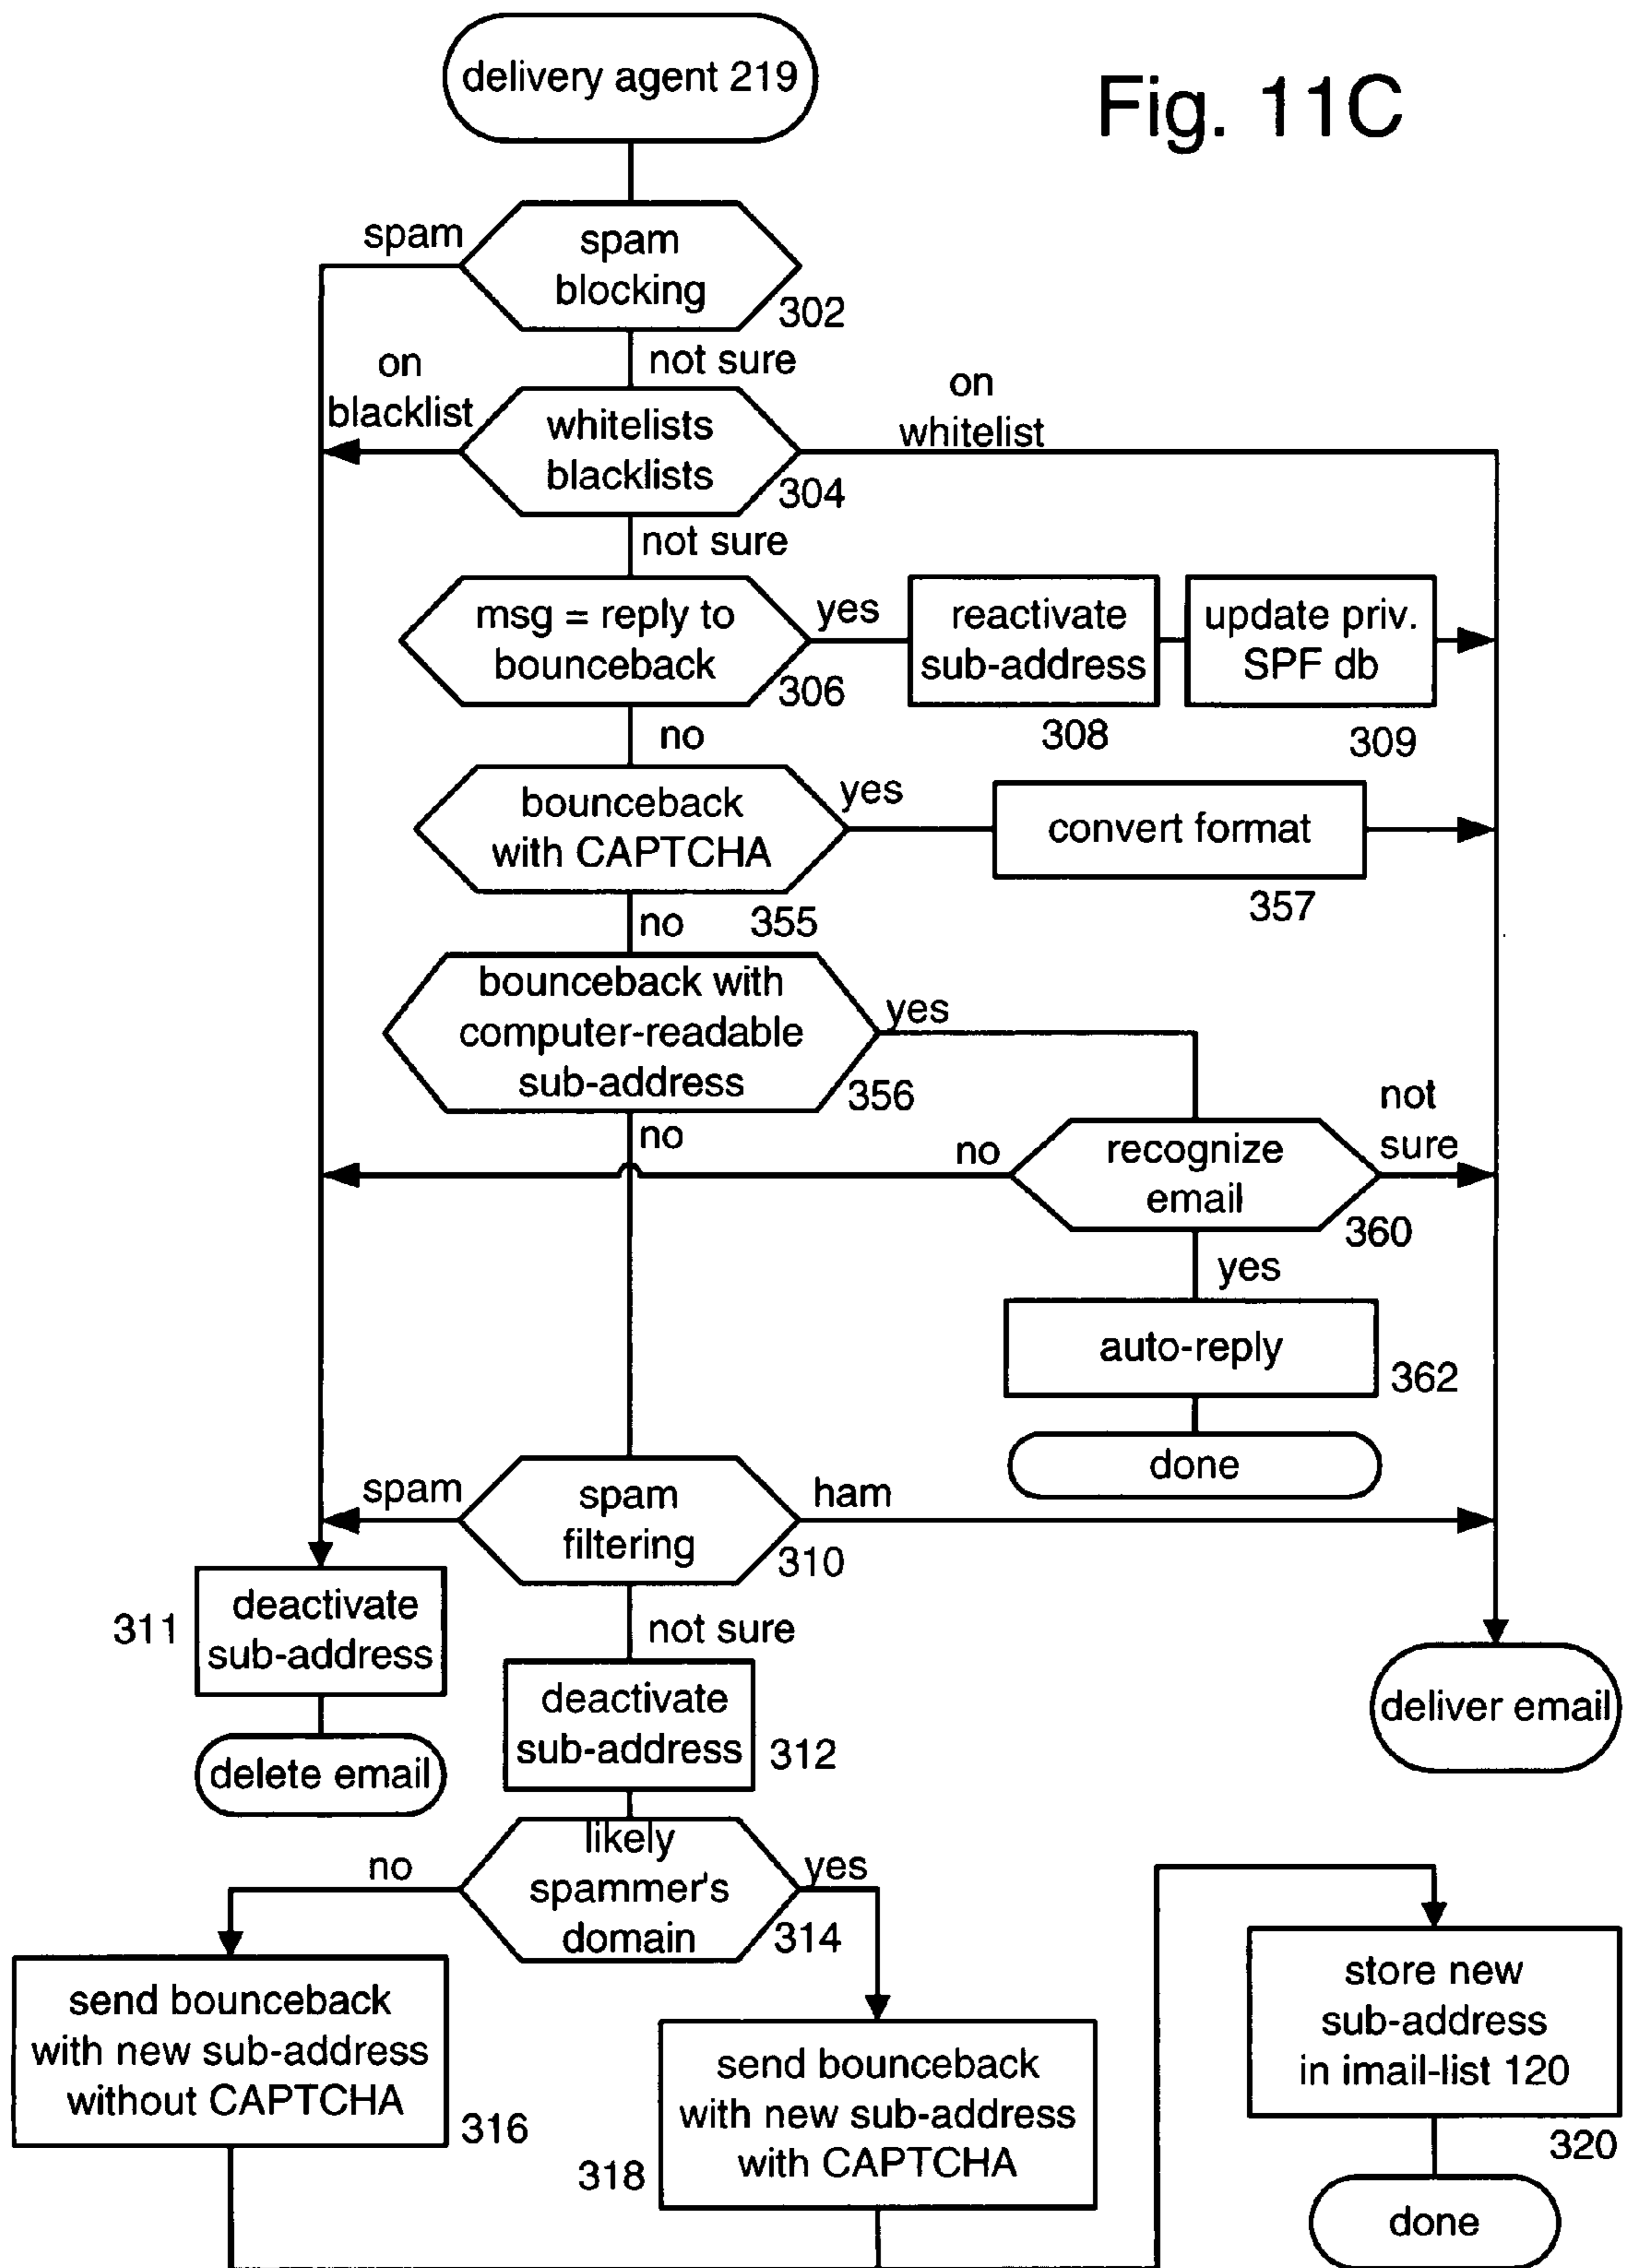 delivery agent 219
Fig. 11C
spam
spam
blocking
302
not sure
on
blacklist
whitelists
blacklists
304
on
whitelist
not sure
msg = reply to
bounceback
306
yes
reactivate
sub-address
308
update priv.
SPF db
309
no
bounceback
with CAPTCHA
355
yes
convert format
357
no
bounceback with
computer-readable
sub-address
356
yes
no
no
recognize
email
360
not
sure
yes
auto-reply
362
done
spam
spam
filtering
310
ham
311
deactivate
sub-address
delete email
not sure
deactivate
sub-address
312
deliver email
no
likely
spammer's
domain
314
yes
send bounceback
with new sub-address
without CAPTCHA
316
send bounceback
with new sub-address
with CAPTCHA
318
store new
sub-address
in imail-list 120
320
done